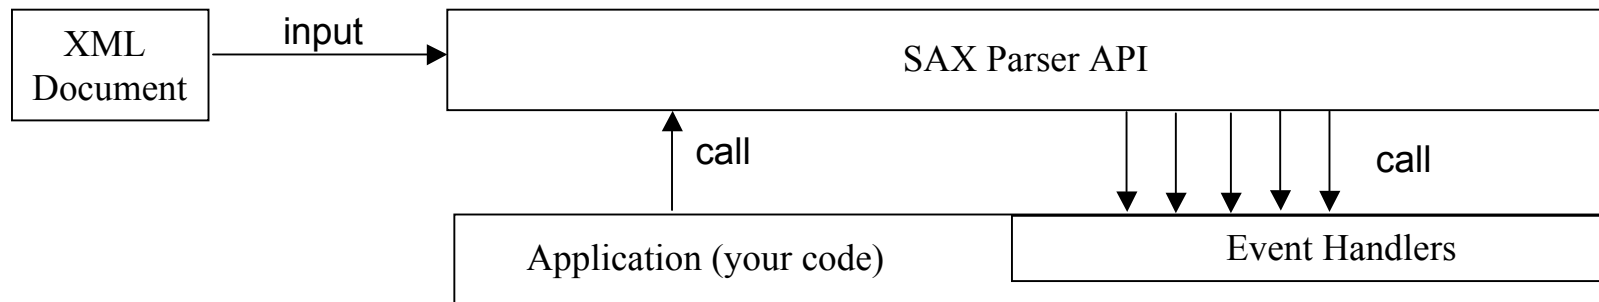 XML
Document
input
SAX Parser API
call
call
Application (your code)
Event Handlers